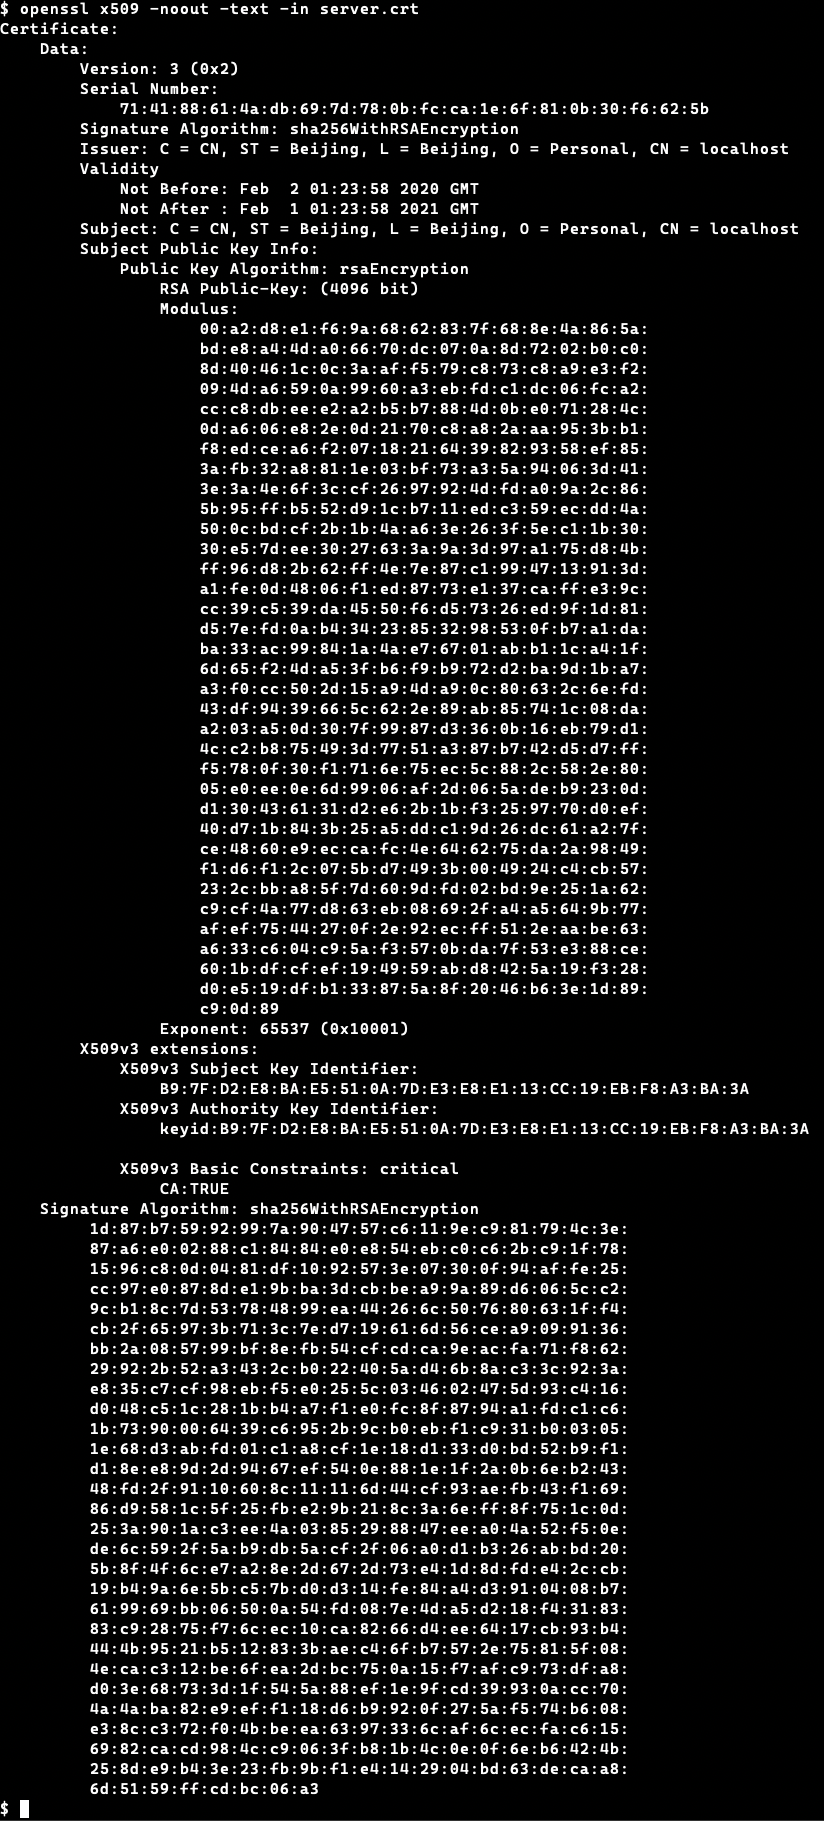 $ openssl x509 -noout -text -in server.crt
Certificate:
    Data:
        Version: 3 (0x2)
        Serial Number:
            71:41:88:61:4a:db:69:7d:78:0b:fc:ca:1e:6f:81:0b:30:f6:62:5b
        Signature Algorithm: sha256WithRSAEncryption
        Issuer: C = CN, ST = Beijing, L = Beijing, O = Personal, CN = localhost
        Validity
            Not Before: Feb  2 01:23:58 2020 GMT
            Not After : Feb  1 01:23:58 2021 GMT
        Subject: C = CN, ST = Beijing, L = Beijing, O = Personal, CN = localhost
        Subject Public Key Info:
            Public Key Algorithm: rsaEncryption
                RSA Public-Key: (4096 bit)
                Modulus:
                    00:a2:d8:e1:f6:9a:68:62:83:7f:68:8e:4a:86:5a:
                    bd:e8:a4:4d:a0:66:70:dc:07:0a:8d:72:02:b0:c0:
                    8d:40:46:1c:0c:3a:af:f5:79:c8:73:c8:a9:e3:f2:
                    09:4d:a6:59:0a:99:60:a3:eb:fd:c1:dc:06:fc:a2:
                    cc:c8:db:ee:e2:a2:b5:b7:88:4d:0b:e0:71:28:4c:
                    0d:a6:06:e8:2e:0d:21:70:c8:a8:2a:aa:95:3b:b1:
                    f8:ed:ce:a6:f2:07:18:21:64:39:82:93:58:ef:85:
                    3a:fb:32:a8:81:1e:03:bf:73:a3:5a:94:06:3d:41:
                    3e:3a:4e:6f:3c:cf:26:97:92:4d:fd:a0:9a:2c:86:
                    5b:95:ff:b5:52:d9:1c:b7:11:ed:c3:59:ec:dd:4a:
                    50:0c:bd:cf:2b:1b:4a:a6:3e:26:3f:5e:c1:1b:30:
                    30:e5:7d:ee:30:27:63:3a:9a:3d:97:a1:75:d8:4b:
                    ff:96:d8:2b:62:ff:4e:7e:87:c1:99:47:13:91:3d:
                    a1:fe:0d:48:06:f1:ed:87:73:e1:37:ca:ff:e3:9c:
                    cc:39:c5:39:da:45:50:f6:d5:73:26:ed:9f:1d:81:
                    d5:7e:fd:0a:b4:34:23:85:32:98:53:0f:b7:a1:da:
                    ba:33:ac:99:84:1a:4a:e7:67:01:ab:b1:1c:a4:1f:
                    6d:65:f2:4d:a5:3f:b6:f9:b9:72:d2:ba:9d:1b:a7:
                    a3:f0:cc:50:2d:15:a9:4d:a9:0c:80:63:2c:6e:fd:
                    43:df:94:39:66:5c:62:2e:89:ab:85:74:1c:08:da:
                    a2:03:a5:0d:30:7f:99:87:d3:36:0b:16:eb:79:d1:
                    4c:c2:b8:75:49:3d:77:51:a3:87:b7:42:d5:d7:ff:
                    f5:78:0f:30:f1:71:6e:75:ec:5c:88:2c:58:2e:80:
                    05:e0:ee:0e:6d:99:06:af:2d:06:5a:de:b9:23:0d:
                    d1:30:43:61:31:d2:e6:2b:1b:f3:25:97:70:d0:ef:
                    40:d7:1b:84:3b:25:a5:dd:c1:9d:26:dc:61:a2:7f:
                    ce:48:60:e9:ec:ca:fc:4e:64:62:75:da:2a:98:49:
                    f1:d6:f1:2c:07:5b:d7:49:3b:00:49:24:c4:cb:57:
                    23:2c:bb:a8:5f:7d:60:9d:fd:02:bd:9e:25:1a:62:
                    c9:cf:4a:77:d8:63:eb:08:69:2f:a4:a5:64:9b:77:
                    af:ef:75:44:27:0f:2e:92:ec:ff:51:2e:aa:be:63:
                    a6:33:c6:04:c9:5a:f3:57:0b:da:7f:53:e3:88:ce:
                    60:1b:df:cf:ef:19:49:59:ab:d8:42:5a:19:f3:28:
                    d0:e5:19:df:b1:33:87:5a:8f:20:46:b6:3e:1d:89:
                    c9:0d:89
                Exponent: 65537 (0x10001)
        X509v3 extensions:
            X509v3 Subject Key Identifier:
                B9:7F:D2:E8:BA:E5:51:0A:7D:E3:E8:E1:13:CC:19:EB:F8:A3:BA:3A
            X509v3 Authority Key Identifier:
                keyid:B9:7F:D2:E8:BA:E5:51:0A:7D:E3:E8:E1:13:CC:19:EB:F8:A3:BA:3A

            X509v3 Basic Constraints: critical
                CA:TRUE
    Signature Algorithm: sha256WithRSAEncryption
         1d:87:b7:59:92:99:7a:90:47:57:c6:11:9e:c9:81:79:4c:3e:
         87:a6:e0:02:88:c1:84:84:e0:e8:54:eb:c0:c6:2b:c9:1f:78:
         15:96:c8:0d:04:81:df:10:92:57:3e:07:30:0f:94:af:fe:25:
         cc:97:e0:87:8d:e1:9b:ba:3d:cb:be:a9:9a:89:d6:06:5c:c2:
         9c:b1:8c:7d:53:78:48:99:ea:44:26:6c:50:76:80:63:1f:f4:
         cb:2f:65:97:3b:71:3c:7e:d7:19:61:6d:56:ce:a9:09:91:36:
         bb:2a:08:57:99:bf:8e:fb:54:cf:cd:ca:9e:ac:fa:71:f8:62:
         29:92:2b:52:a3:43:2c:b0:22:40:5a:d4:6b:8a:c3:3c:92:3a:
         e8:35:c7:cf:98:eb:f5:e0:25:5c:03:46:02:47:5d:93:c4:16:
         d0:48:c5:1c:28:1b:b4:a7:f1:e0:fc:8f:87:94:a1:fd:c1:c6:
         1b:73:90:00:64:39:c6:95:2b:9c:b0:eb:f1:c9:31:b0:03:05:
         1e:68:d3:ab:fd:01:c1:a8:cf:1e:18:d1:33:d0:bd:52:b9:f1:
         d1:8e:e8:9d:2d:94:67:ef:54:0e:88:1e:1f:2a:0b:6e:b2:43:
         48:fd:2f:91:10:60:8c:11:11:6d:44:cf:93:ae:fb:43:f1:69:
         86:d9:58:1c:5f:25:fb:e2:9b:21:8c:3a:6e:ff:8f:75:1c:0d:
         25:3a:90:1a:c3:ee:4a:03:85:29:88:47:ee:a0:4a:52:f5:0e:
         de:6c:59:2f:5a:b9:db:5a:cf:2f:06:a0:d1:b3:26:ab:bd:20:
         5b:8f:4f:6c:e7:a2:8e:2d:67:2d:73:e4:1d:8d:fd:e4:2c:cb:
         19:b4:9a:6e:5b:c5:7b:d0:d3:14:fe:84:a4:d3:91:04:08:b7:
         61:99:69:bb:06:50:0a:54:fd:08:7e:4d:a5:d2:18:f4:31:83:
         83:c9:28:75:f7:6c:ec:10:ca:82:66:d4:ee:64:17:cb:93:b4:
         44:4b:95:21:b5:12:83:3b:ae:c4:6f:b7:57:2e:75:81:5f:08:
         4e:ca:c3:12:be:6f:ea:2d:bc:75:0a:15:f7:af:c9:73:df:a8:
         d0:3e:68:73:3d:1f:54:5a:88:ef:1e:9f:cd:39:93:0a:cc:70:
         4a:4a:ba:82:e9:ef:f1:18:d6:b9:92:0f:27:5a:f5:74:b6:08:
         e3:8c:c3:72:f0:4b:be:ea:63:97:33:6c:af:6c:ec:fa:c6:15:
         69:82:ca:cd:98:4c:c9:06:3f:b8:1b:4c:0e:0f:6e:b6:42:4b:
         25:8d:e9:b4:3e:23:fb:9b:f1:e4:14:29:04:bd:63:de:ca:a8:
         6d:51:59:ff:cd:bc:06:a3
$